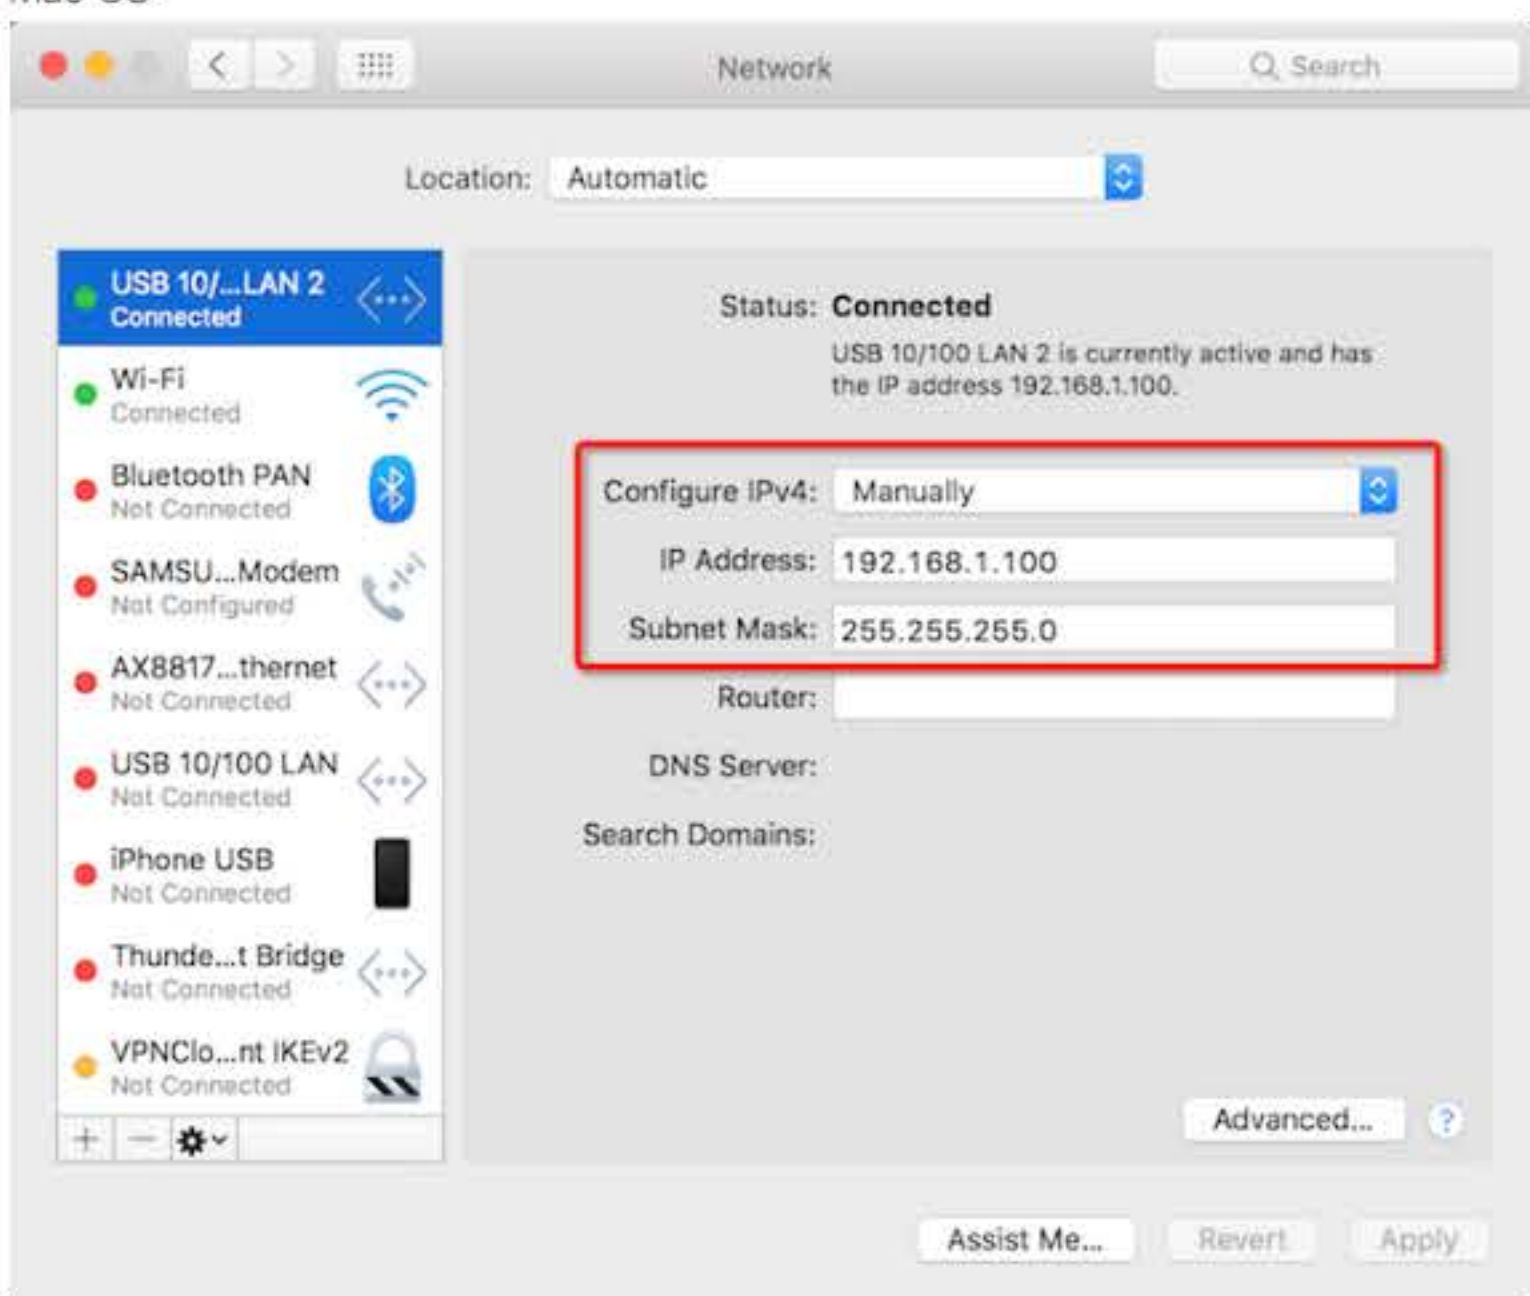 Network
Search
Location: Automatic
USB 10/...LAN 2
Connected
Wi-Fi
Connected
Bluetooth PAN
Not Connected
SAMSU...Modem
Not Configured
AX8817...thernet
Not Connected
USB 10/100 LAN
Not Connected
iPhone USB
Not Connected
Thunde...t Bridge
Not Connected
VPNClo...nt IKEv2
Not Connected
Status: Connected
USB 10/100 LAN 2 is currently active and has
the IP address 192.168.1.100.
Configure IPv4: Manually
IP Address: 192.168.1.100
Subnet Mask: 255.255.255.0
Router:
DNS Server:
Search Domains:
Advanced... ?
Assist Me... Revert Apply